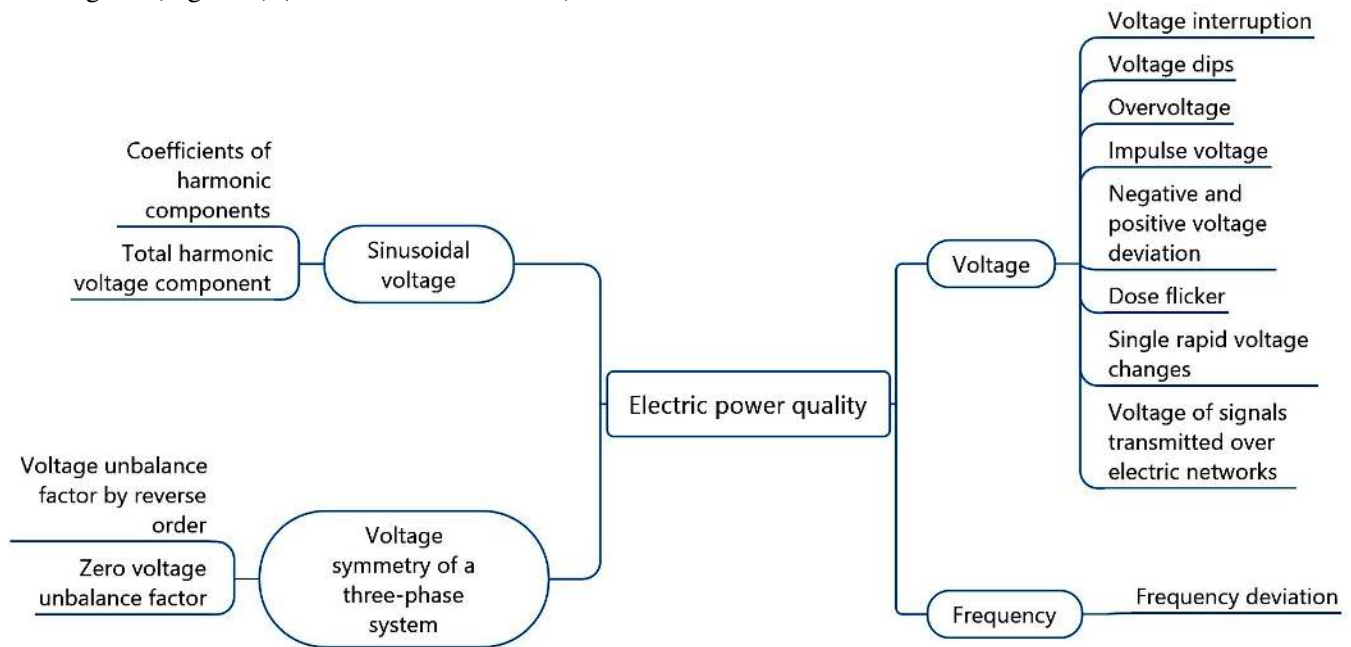 Coefficients of
harmonic
components
Total harmonic
voltage component
Sinusoidal
voltage
Voltage unbalance
factor by reverse
order
Zero voltage
unbalance factor
Voltage
symmetry of a
three-phase
system
Electric power quality
Voltage
Voltage interruption
Voltage dips
Overvoltage
Impulse voltage
Negative and
positive voltage
deviation
Dose flicker
Single rapid voltage
changes
Voltage of signals
transmitted over
electric networks
Frequency
Frequency deviation